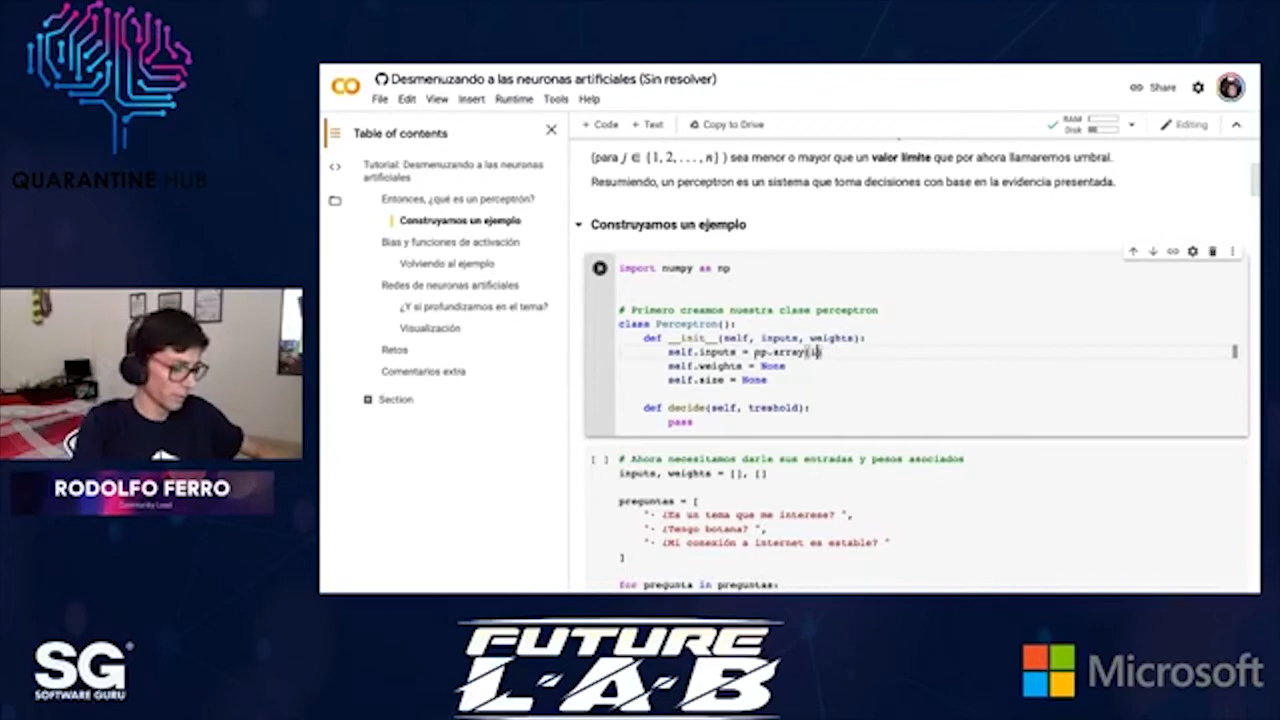 QUARANTINE HUB
RODOLFO FERRO
Community Lead
SG
SOFTWARE GURU
FUTURE
L.A.B
Microsoft
Desmenuzando a las neuronas artificiales (Sin resolver)
File Edit View Insert Runtime Tools Help
Share
Table of contents
Tutorial: Desmenuzando a las neuronas
artificiales
Entonces, ¿qué es un perceptrón?
Construyamos un ejemplo
Bias y funciones de activación
Volviendo al ejemplo
Redes de neuronas artificiales
¿Y si profundizamos en el tema?
Visualización
Retos
Comentarios extra
Section
+ Code + Text Copy to Drive
RAM
Disk
Editing
(para j ∈ {1, 2, . . . , n} ) sea menor o mayor que un valor límite que por ahora llamaremos umbral.
Resumiendo, un perceptron es un sistema que toma decisiones con base en la evidencia presentada.
Construyamos un ejemplo
import numpy as np
# Primero creamos nuestra clase perceptron
class Perceptron():
def __init__(self, inputs, weights):
self.inputs = pp.array(i)
self.weights = None
self.size = None
def decide(self, treshold):
pass
[ ] # Ahora necesitamos darle sus entradas y pesos asociados
inputs, weights = [], []
preguntas = [
"· ¿Es un tema que me interese? ",
"· ¿Tengo botana? ",
"· ¿Mi conexión a internet es estable? "
]
for pregunta in preguntas: